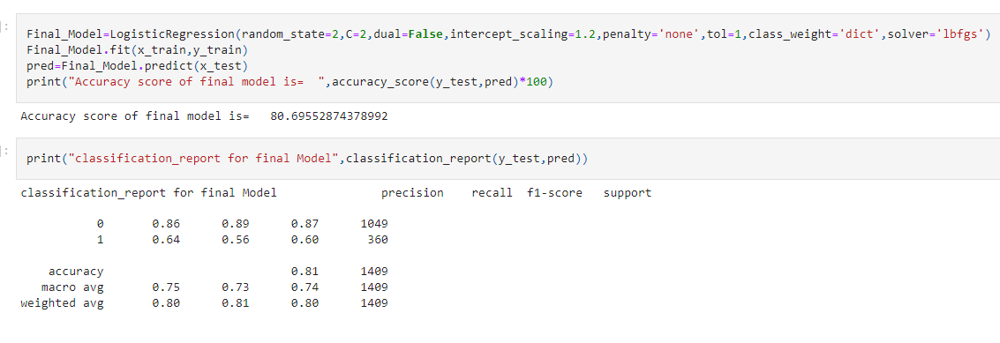 ]:
Final_Model=LogisticRegression(random_state=2,C=2,dual=False,intercept_scaling=1.2,penalty='none',tol=1,class_weight='dict',solver='lbfgs')
Final_Model.fit(x_train,y_train)
pred=Final_Model.predict(x_test)
print("Accuracy score of final model is=  ",accuracy_score(y_test,pred)*100)
Accuracy score of final model is=   80.69552874378992
]:
print("classification_report for final Model",classification_report(y_test,pred))
classification_report for final Model               precision    recall  f1-score   support
0       0.86      0.89      0.87      1049
1       0.64      0.56      0.60       360
accuracy                           0.81      1409
macro avg       0.75      0.73      0.74      1409
weighted avg       0.80      0.81      0.80      1409